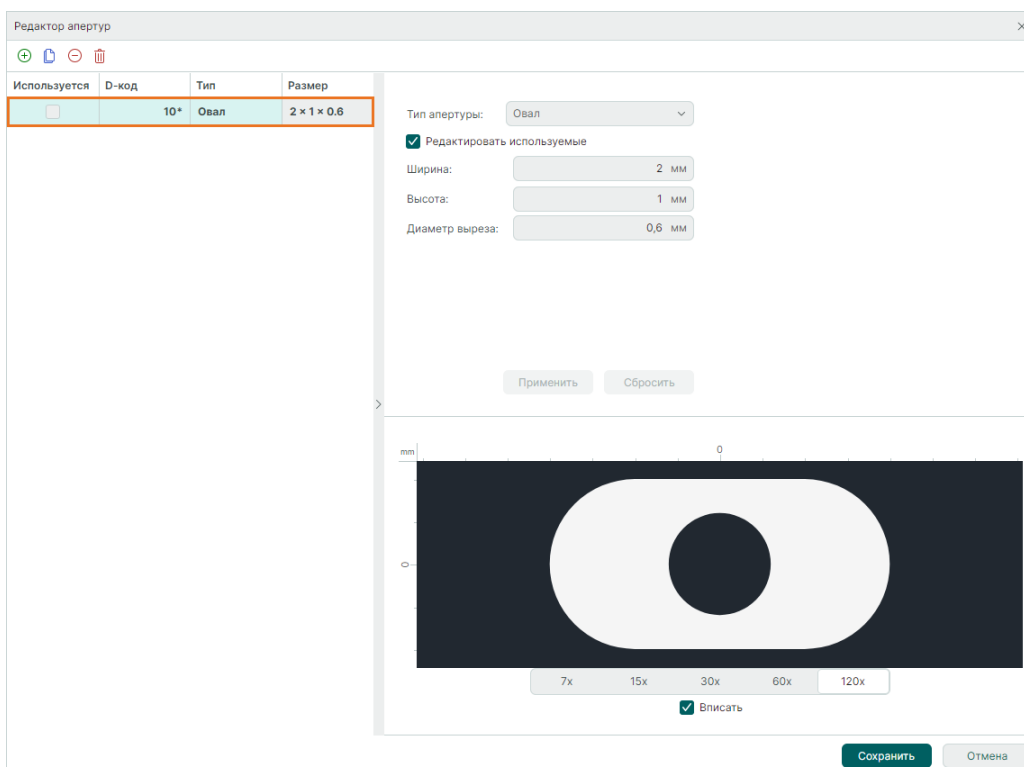 Редактор апертур
Используется D-код Тип Размер
10* Овал 2 × 1 × 0.6
Тип апертуры: Овал
Редактировать используемые
Ширина: 2 мм
Высота: 1 мм
Диаметр выреза: 0,6 мм
Применить Сбросить
mm 0
0
7x 15x 30x 60x 120x
Вписать
Сохранить Отмена